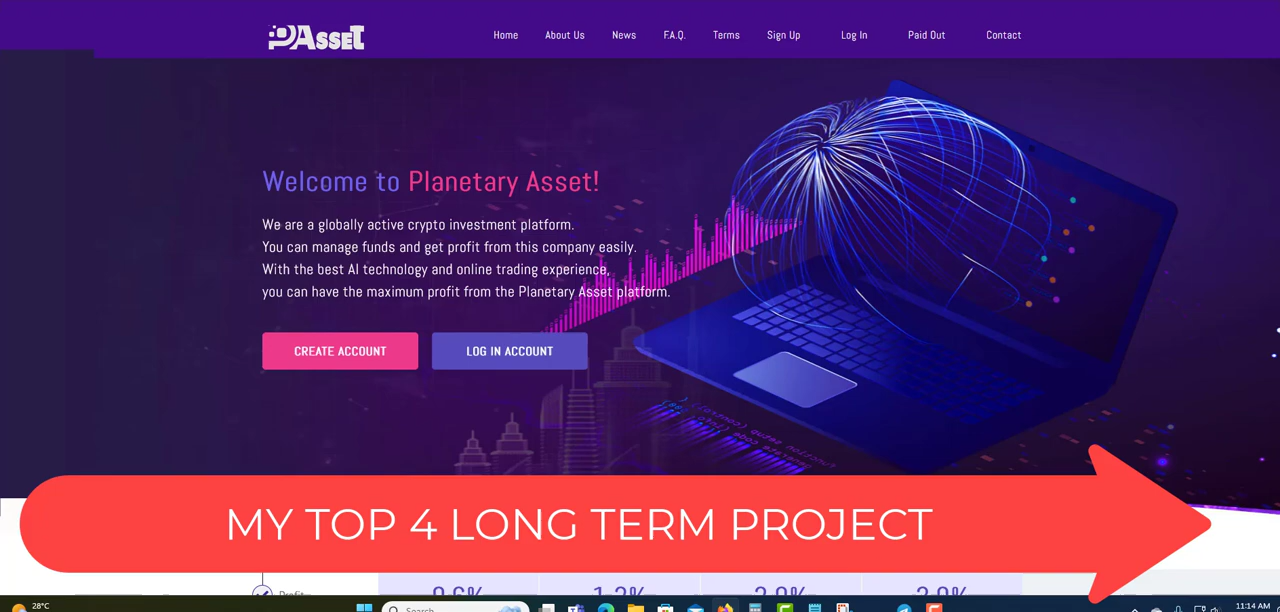 PASSET
Home About Us News F.A.Q. Terms Sign Up Log In Paid Out Contact
Welcome to Planetary Asset!
We are a globally active crypto investment platform.
You can manage funds and get profit from this company easily.
With the best AI technology and online trading experience,
you can have the maximum profit from the Planetary Asset platform.
CREATE ACCOUNT LOG IN ACCOUNT
MY TOP 4 LONG TERM PROJECT
28°C
Search
11:14 AM